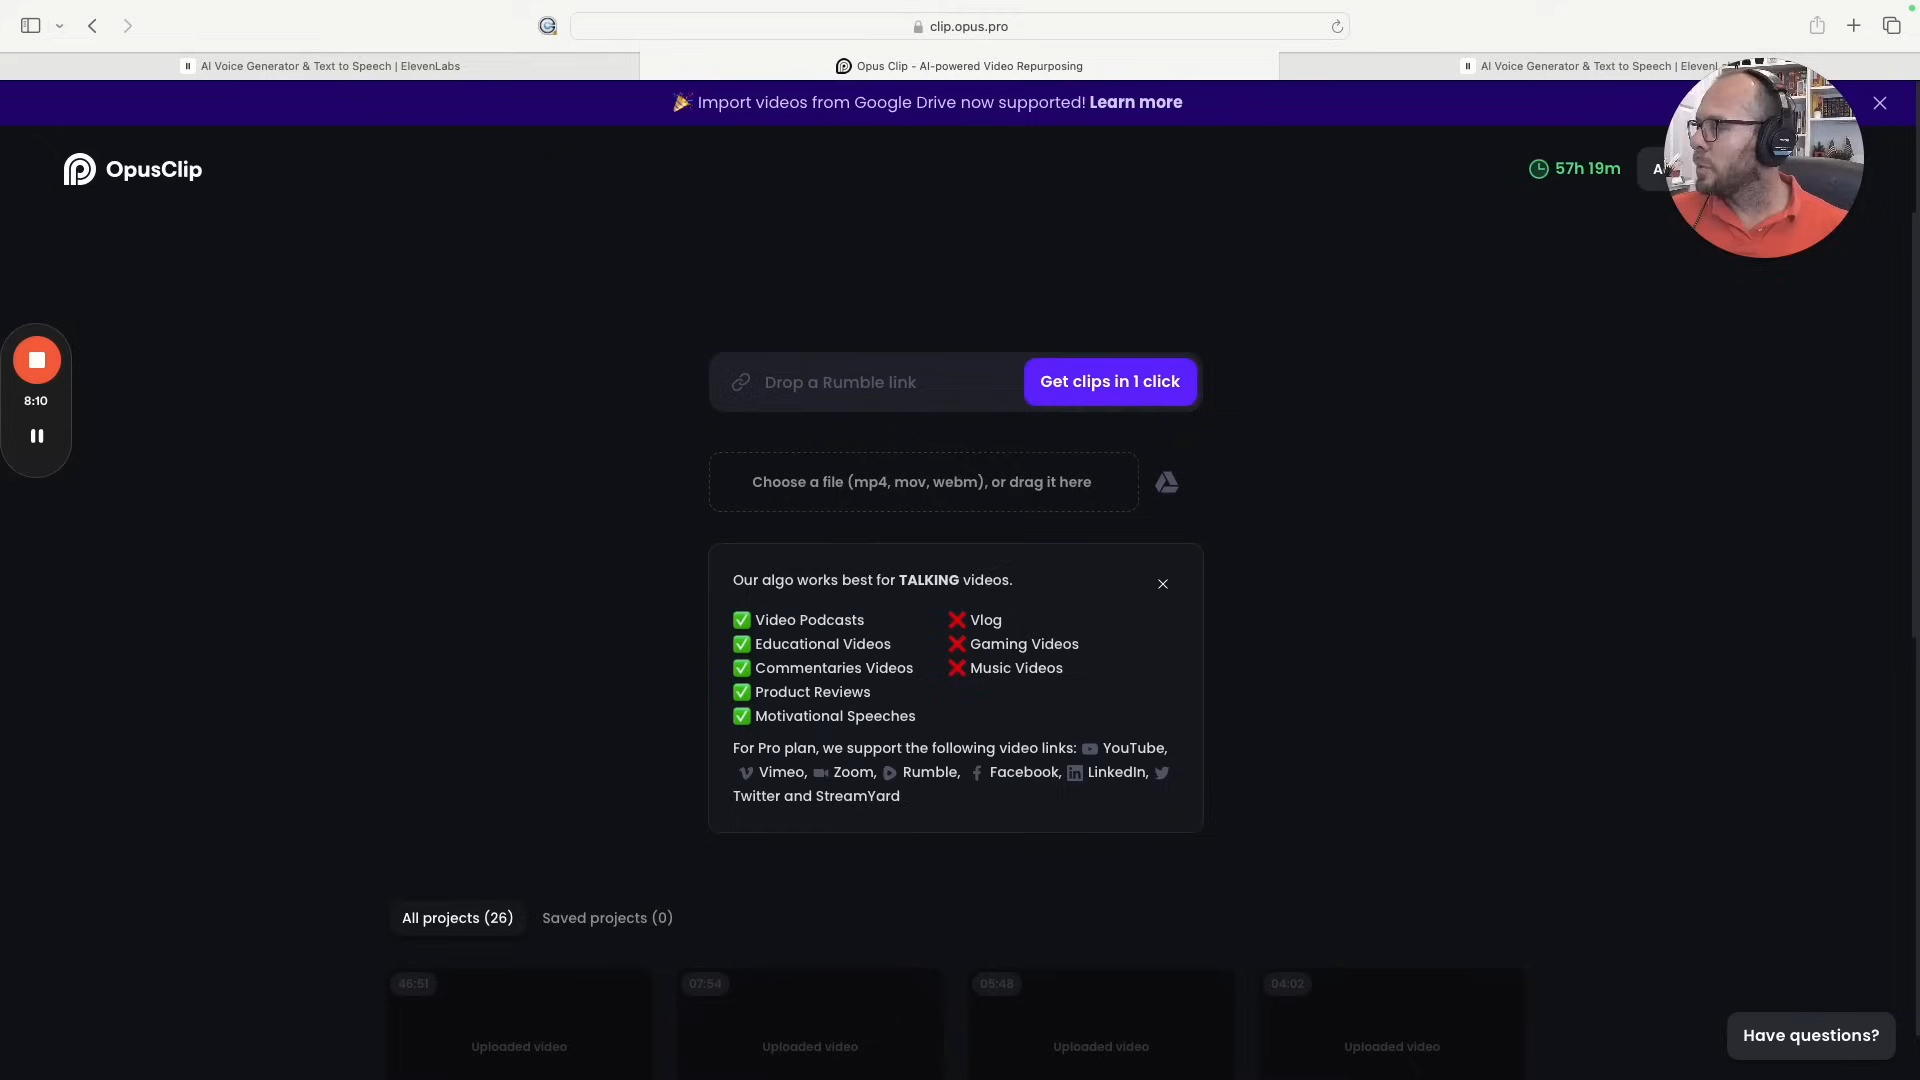 clip.opus.pro
AI Voice Generator & Text to Speech | ElevenLabs
Opus Clip - AI-powered Video Repurposing
AI Voice Generator & Text to Speech | Eleven
🎉 Import videos from Google Drive now supported! Learn more
OpusClip
57h 19m
8:10
Drop a Rumble link
Get clips in 1 click
Choose a file (mp4, mov, webm), or drag it here
Our algo works best for TALKING videos.
✅ Video Podcasts
❌ Vlog
✅ Educational Videos
❌ Gaming Videos
✅ Commentaries Videos
❌ Music Videos
✅ Product Reviews
✅ Motivational Speeches
For Pro plan, we support the following video links: YouTube,
Vimeo, Zoom, Rumble, Facebook, LinkedIn,
Twitter and StreamYard
All projects (26)
Saved projects (0)
46:51
07:54
05:48
04:02
Uploaded video
Uploaded video
Uploaded video
Uploaded video
Have questions?